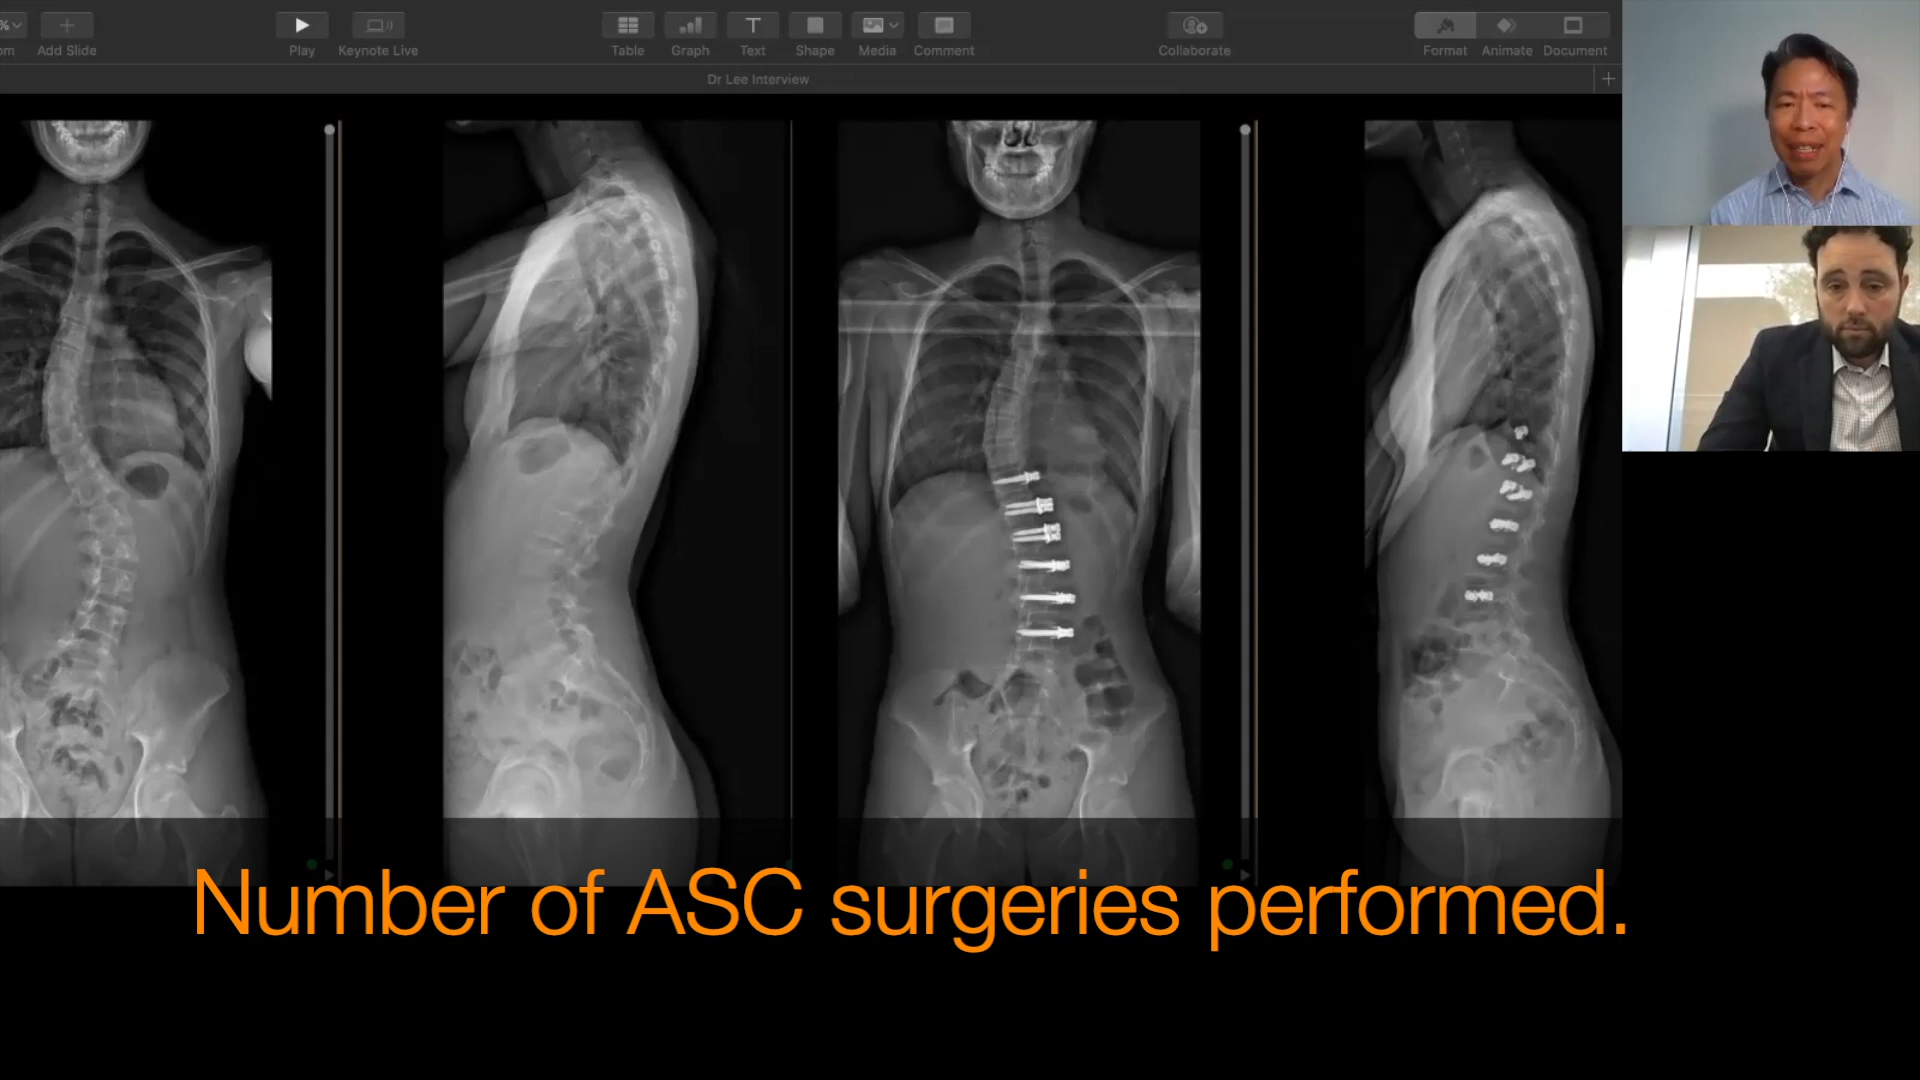 %
om
Add Slide
Play
Keynote Live
Table
Graph
Text
Shape
Media
Comment
Collaborate
Format
Animate
Document
Dr Lee Interview
Number of ASC surgeries performed.